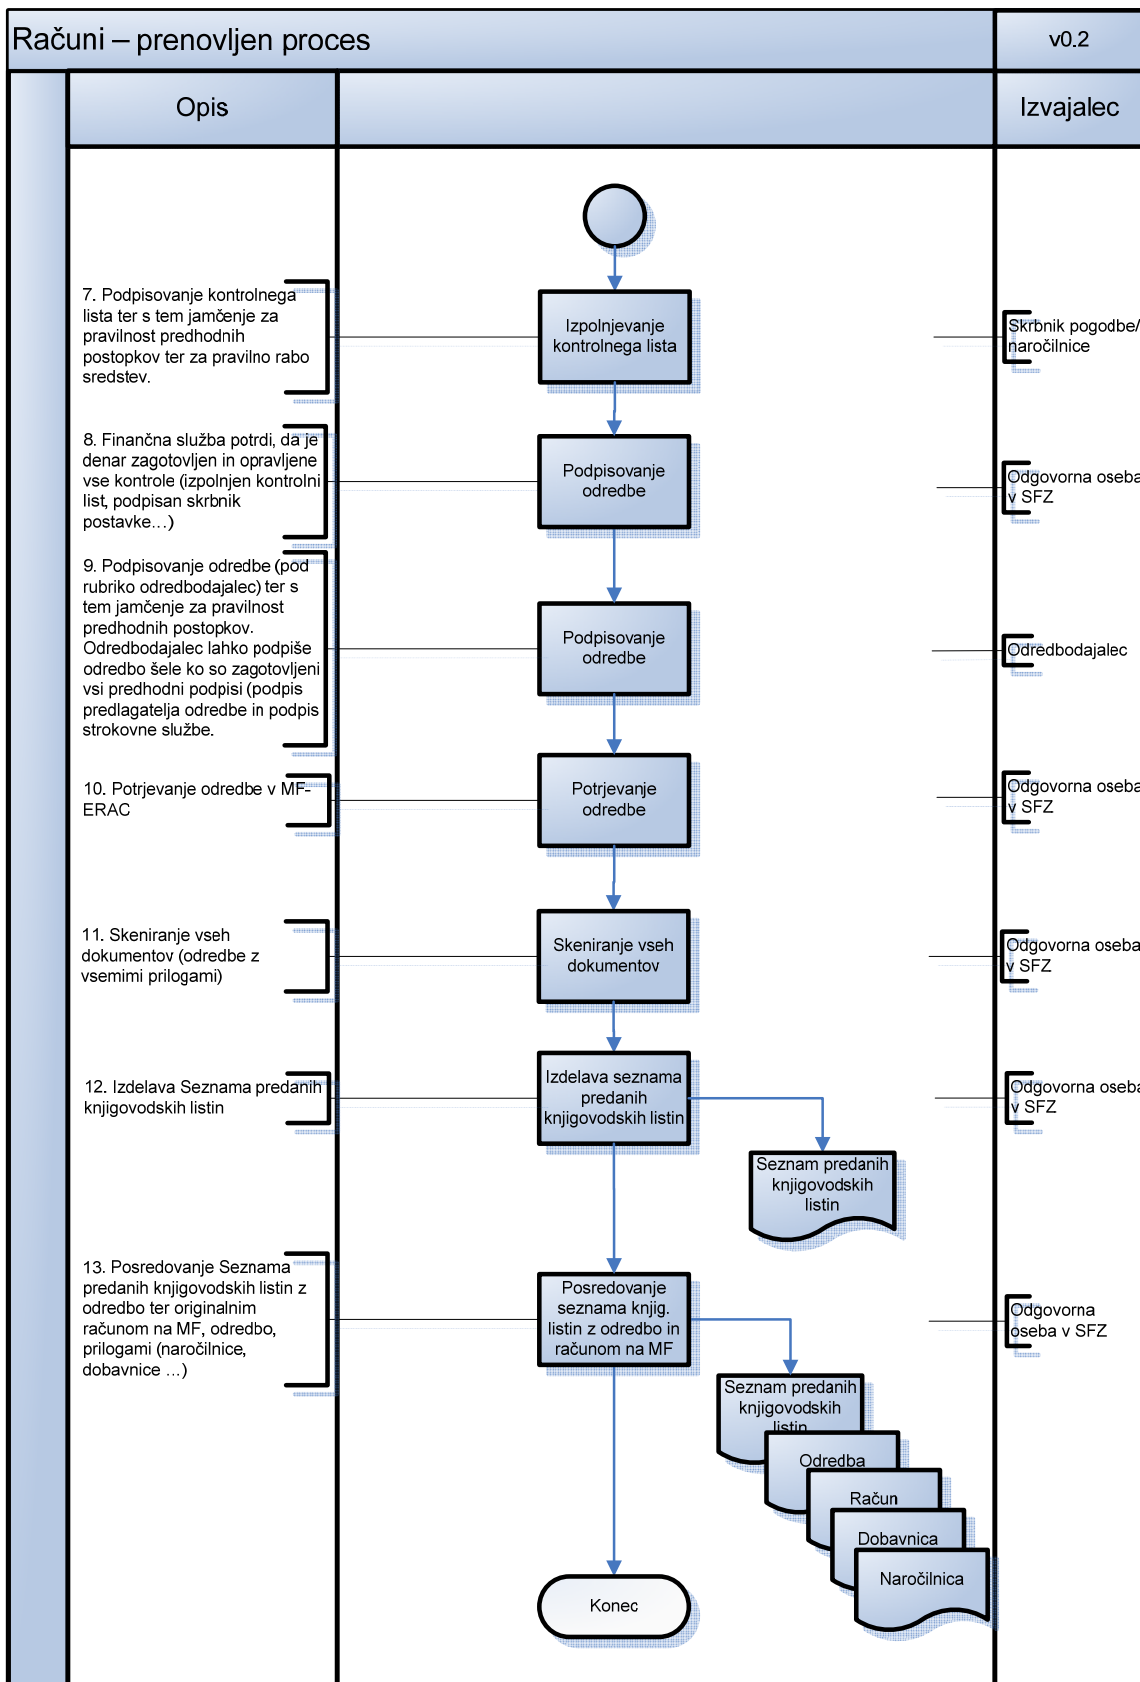 Računi – prenovljen proces
v0.2
Opis
Izvajalec
7. Podpisovanje kontrolnega
lista ter s tem jamčenje za
pravilnost predhodnih
postopkov ter za pravilno rabo
sredstev.
Izpolnjevanje
kontrolnega lista
Skrbnik pogodbe/
naročilnice
8. Finančna služba potrdi, da je
denar zagotovljen in opravljene
vse kontrole (izpolnjen kontrolni
list, podpisan skrbnik
postavke…)
Podpisovanje
odredbe
Odgovorna oseba
v SFZ
9. Podpisovanje odredbe (pod
rubriko odredbodajalec) ter s
tem jamčenje za pravilnost
predhodnih postopkov.
Odredbodajalec lahko podpiše
odredbo šele ko so zagotovljeni
vsi predhodni podpisi (podpis
predlagatelja odredbe in podpis
strokovne službe.
Podpisovanje
odredbe
Odredbodajalec
10. Potrjevanje odredbe v MF-
ERAC
Potrjevanje
odredbe
Odgovorna oseba
v SFZ
11. Skeniranje vseh
dokumentov (odredbe z
vsemimi prilogami)
Skeniranje vseh
dokumentov
Odgovorna oseba
v SFZ
12. Izdelava Seznama predanih
knjigovodskih listin
Izdelava seznama
predanih
knjigovodskih listin
Odgovorna oseba
v SFZ
Seznam predanih
knjigovodskih
listin
13. Posredovanje Seznama
predanih knjigovodskih listin z
odredbo ter originalnim
računom na MF, odredbo,
prilogami (naročilnice,
dobavnice …)
Posredovanje
seznama knjig.
listin z odredbo in
računom na MF
Odgovorna
oseba v SFZ
Seznam predanih
knjigovodskih
listin
Odredba
Račun
Dobavnica
Naročilnica
Konec